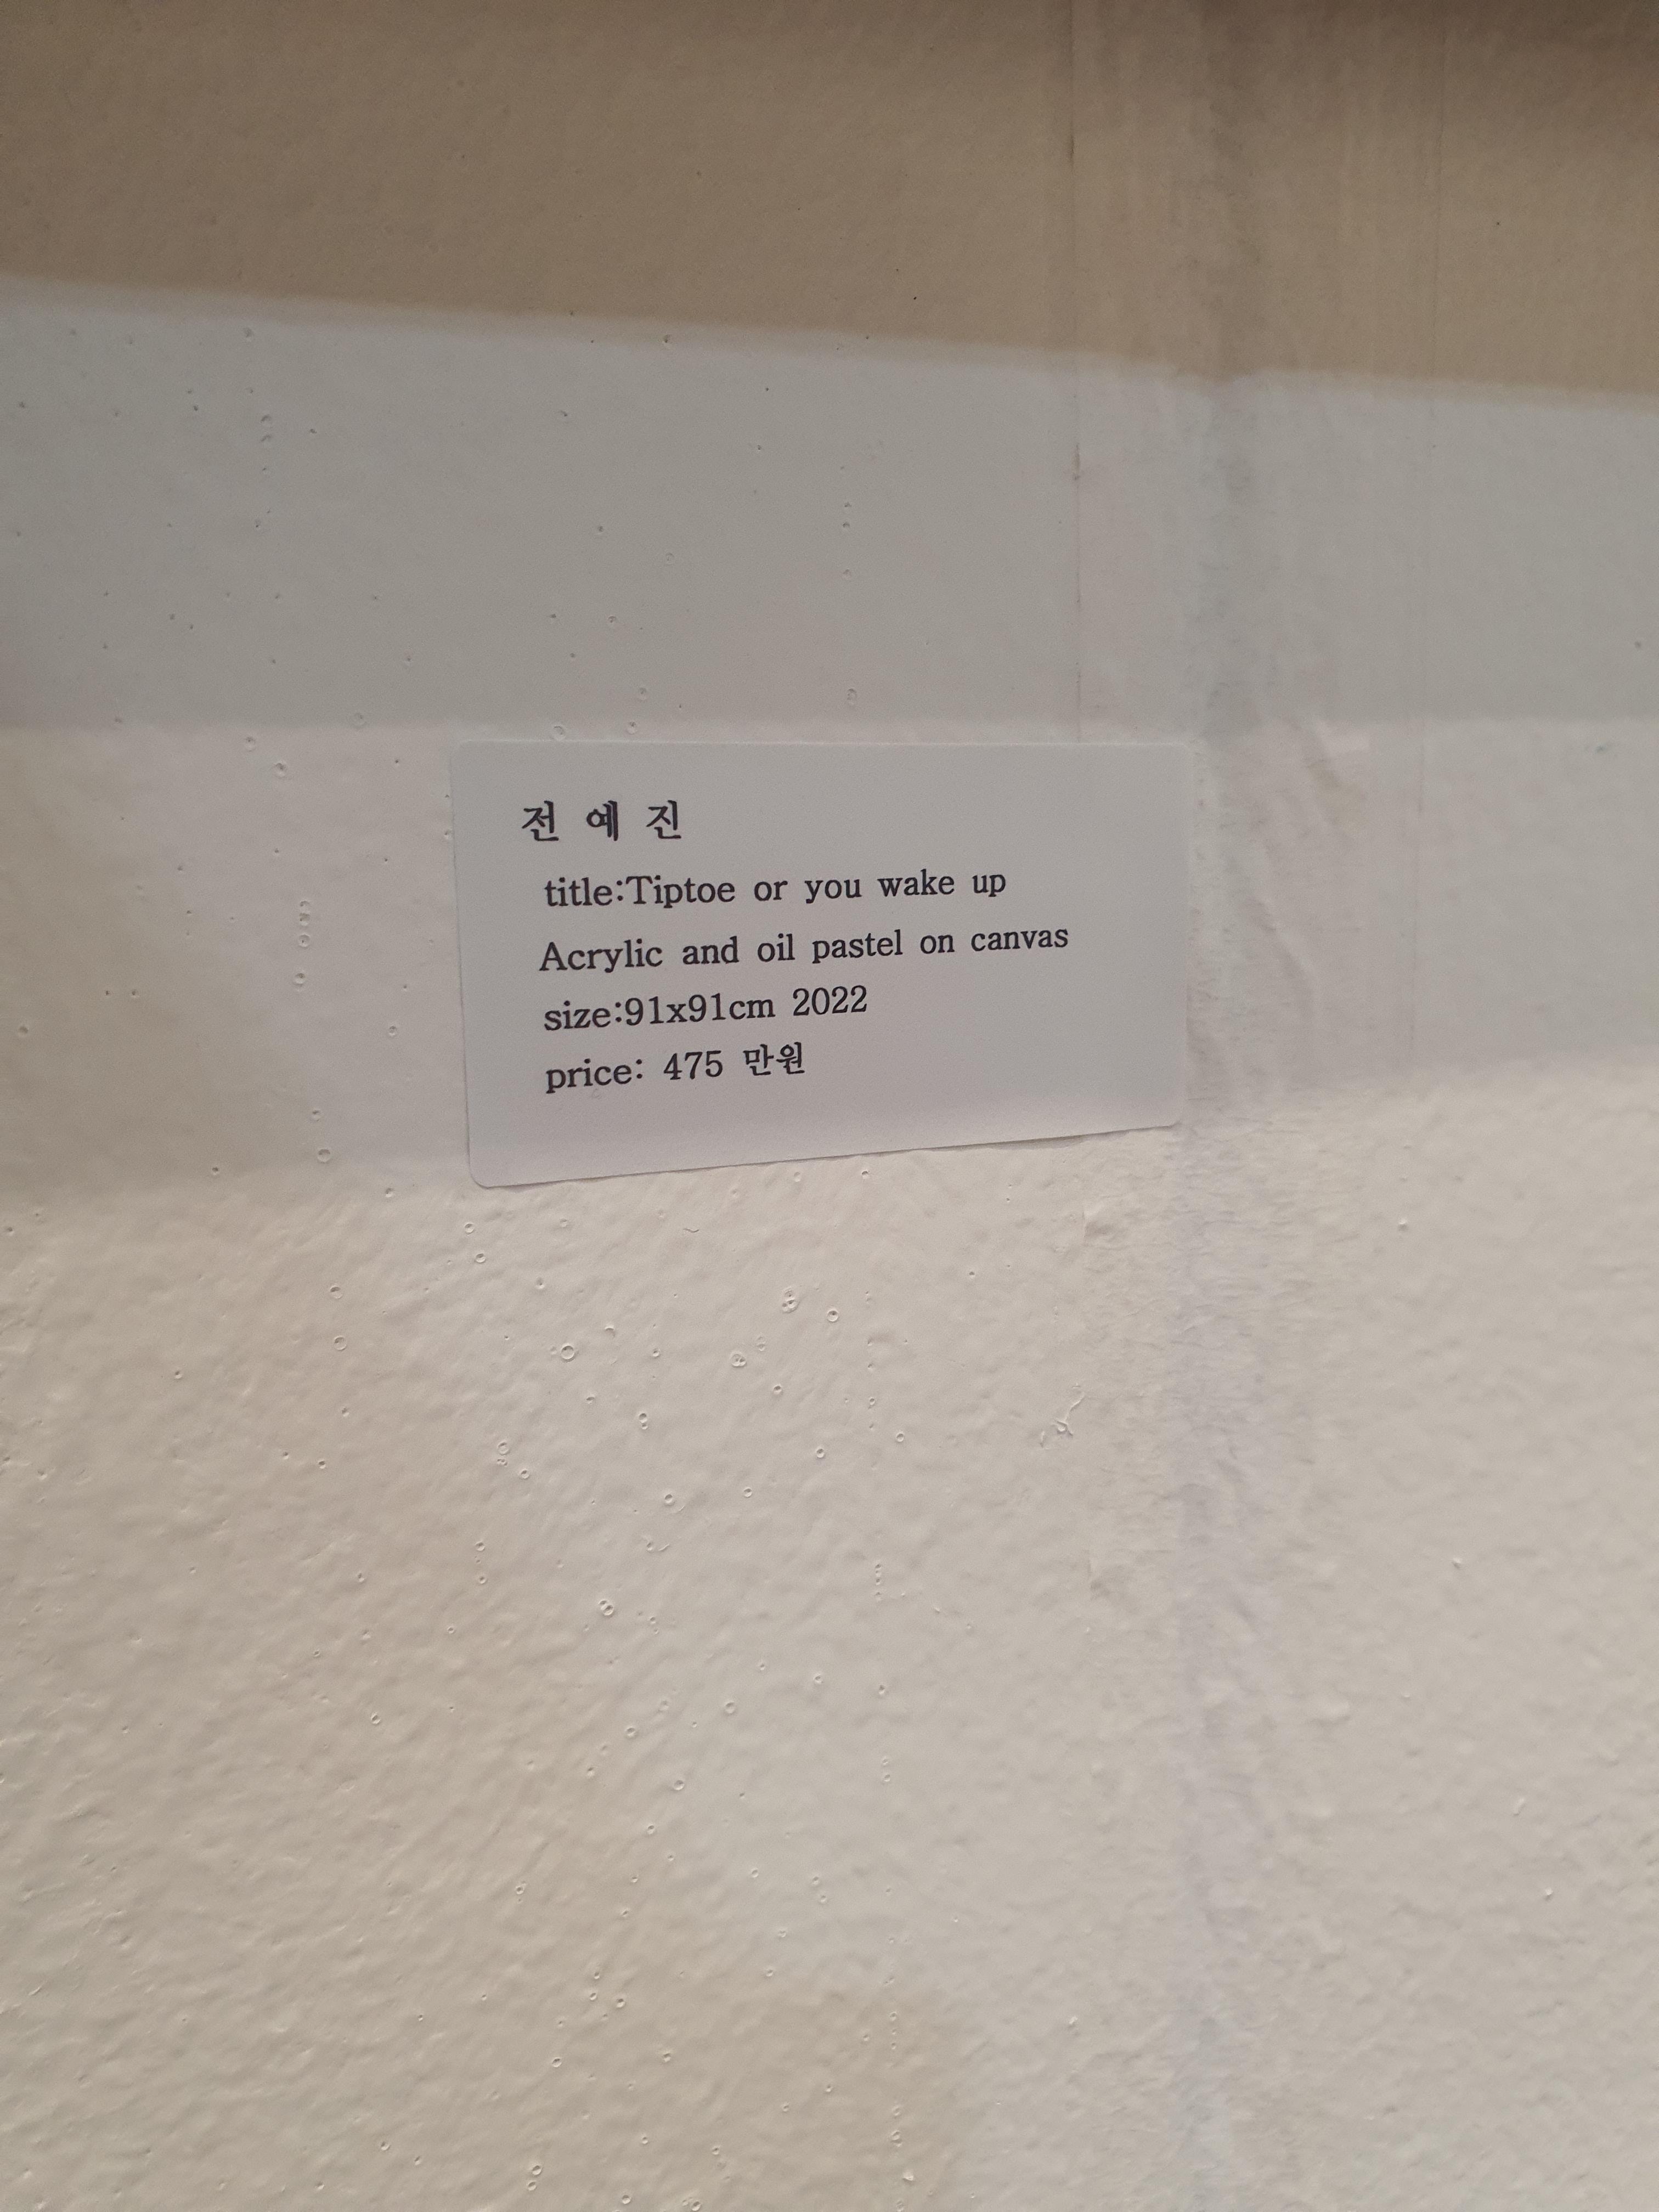 전 예 진
title:Tiptoe or you wake up
Acrylic and oil pastel on canvas
size:91x91cm 2022
price: 475 만원